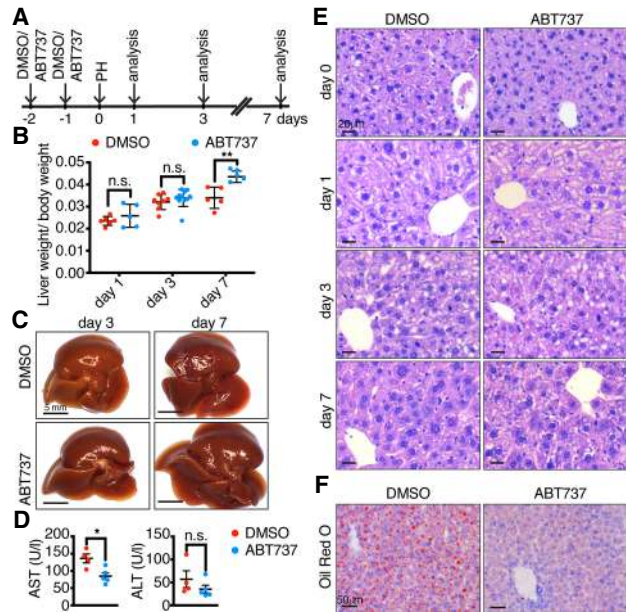 A
DMSO/
ABT737
DMSO/
ABT737
PH
analysis
analysis
analysis
-2 -1 0 1 3 7 days
B
DMSO ABT737
Liver weight/ body weight
0.05
0.04
0.03
0.02
0.01
0.00
n.s.
n.s.
**
day 1
day 3
day 7
C
day 3 day 7
DMSO
5 mm
ABT737
D
AST (U/l)
200
150
100
50
0
*
ALT (U/l)
150
100
50
0
n.s.
DMSO
ABT737
E
DMSO ABT737
day 0
day 1
day 3
day 7
F
DMSO ABT737
Oil Red O